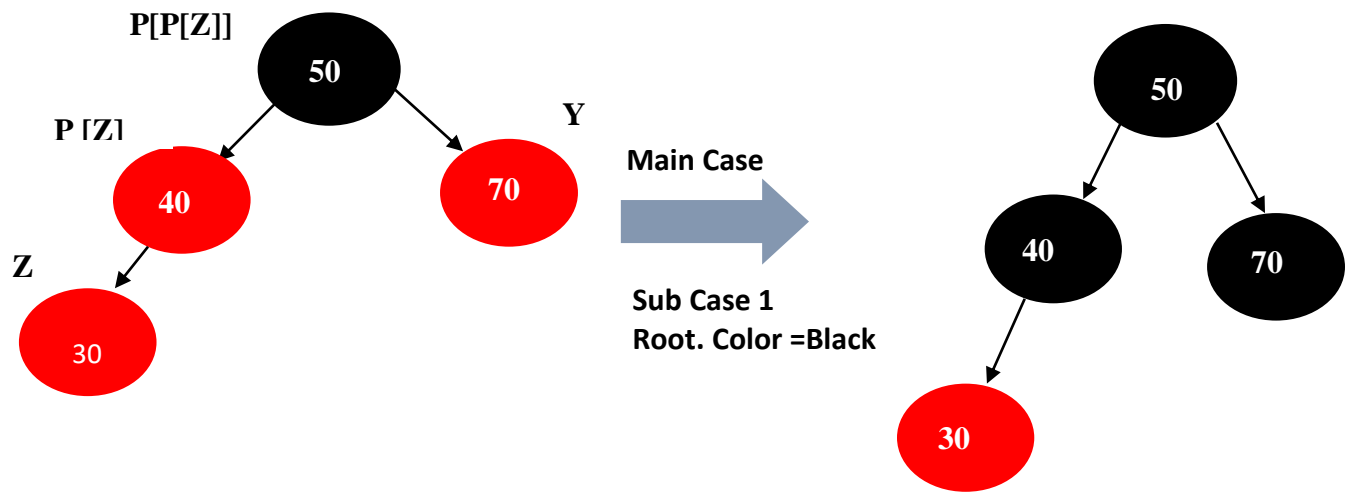 P[P[Z]]
50
P [Z]
40
Y
70
Z
30
Main Case
Sub Case 1
Root. Color =Black
50
40
70
30